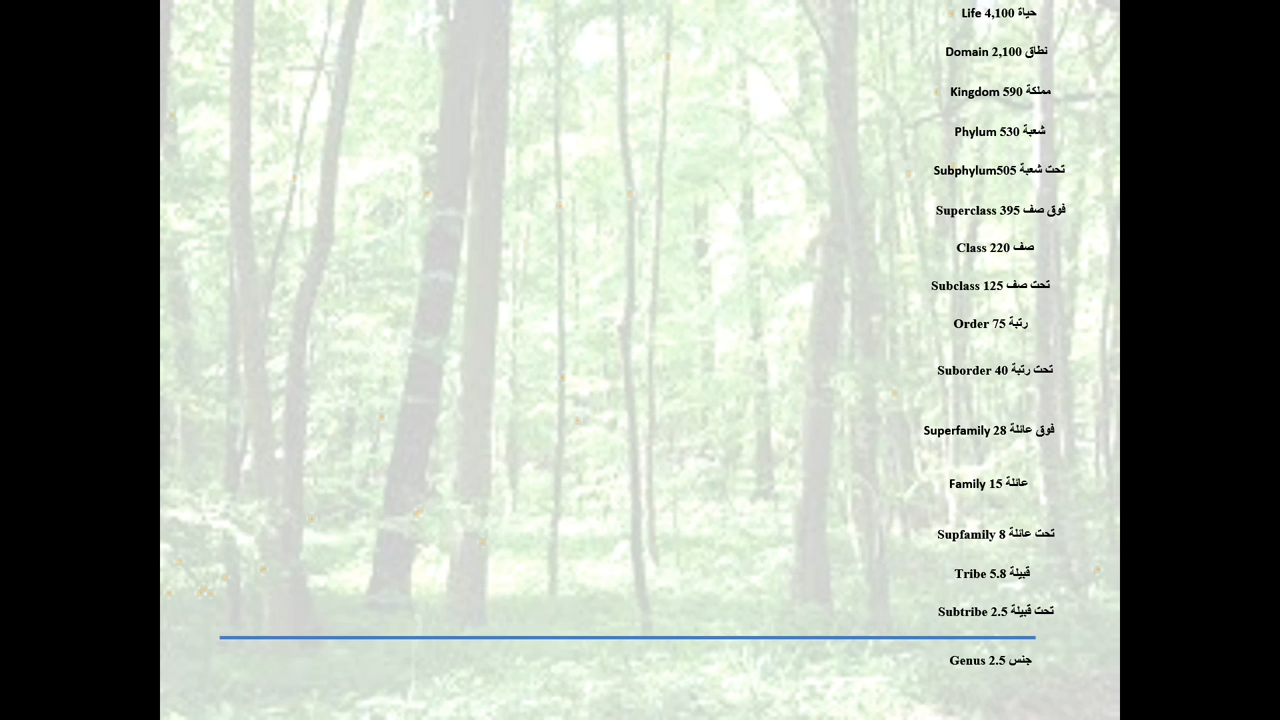 Life 4,100 حياة
Domain 2,100 نطاق
Kingdom 590 مملكة
Phylum 530 شعبة
Subphylum505 تحت شعبة
Superclass 395 فوق صف
Class 220 صف
Subclass 125 تحت صف
Order 75 رتبة
Suborder 40 تحت رتبة
Superfamily 28 فوق عائلة
Family 15 عائلة
Supfamily 8 تحت عائلة
Tribe 5.8 قبيلة
Subtribe 2.5 تحت قبيلة
Genus 2.5 جنس